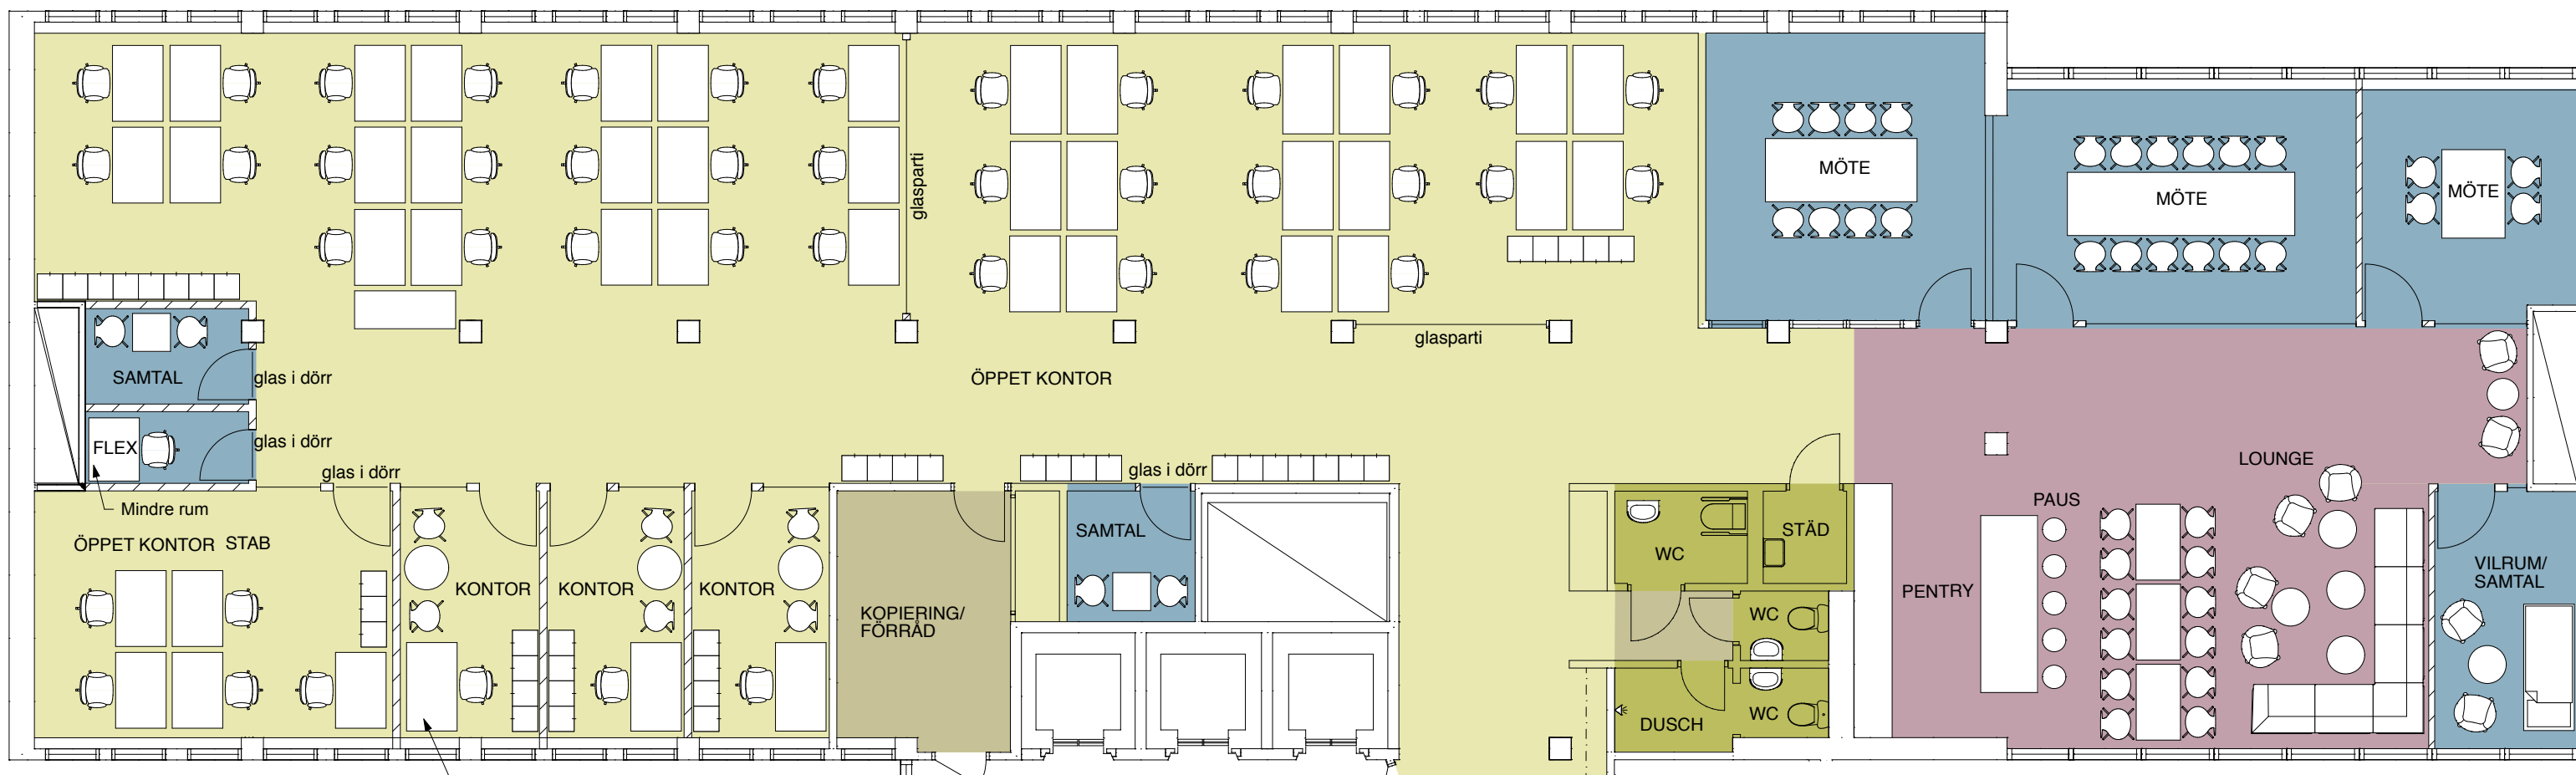 glasparti
MÖTE
MÖTE
MÖTE
glasparti
SAMTAL
glas i dörr
ÖPPET KONTOR
FLEX
glas i dörr
glas i dörr
glas i dörr
LOUNGE
Mindre rum
PAUS
ÖPPET KONTOR STAB
SAMTAL
WC
STÄD
KONTOR
KONTOR
KONTOR
PENTRY
VILRUM/
SAMTAL
KOPIERING/
FÖRRÅD
WC
DUSCH
WC